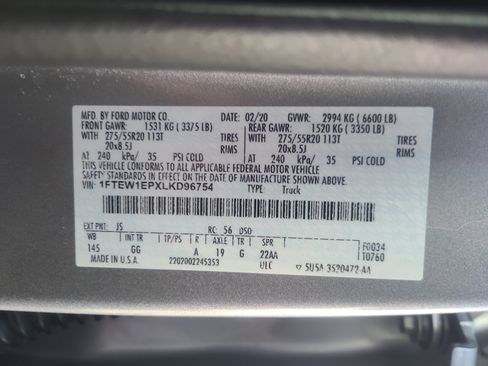 MFD. BY FORD MOTOR CO. DATE: 02/20 GVWR: 2994 KG (6600 LB)
FRONT GAWR: 1531 KG (3375 LB) REAR GAWR: 1520 KG (3350 LB)
WITH 275/55R20 113T TIRES WITH 275/55R20 113T TIRES
20x8.5J RIMS 20x8.5J RIMS
AT 240 kPa/ 35 PSI COLD AT 240 kPa/ 35 PSI COLD
THIS VEHICLE CONFORMS TO ALL APPLICABLE FEDERAL MOTOR VEHICLE
SAFETY STANDARDS IN EFFECT ON THE DATE OF MANUFACTURE SHOWN ABOVE.
VIN: 1FTEW1EPXLKD96754 TYPE: Truck
EXT PNT: JS RC: 56 DSO:
WB INT TR TP/PS R AXLE TR SPR F0034
145 GG A 19 G 22AA T0760
MADE IN U.S.A. 2202002245353 5U5A-3520472-AA